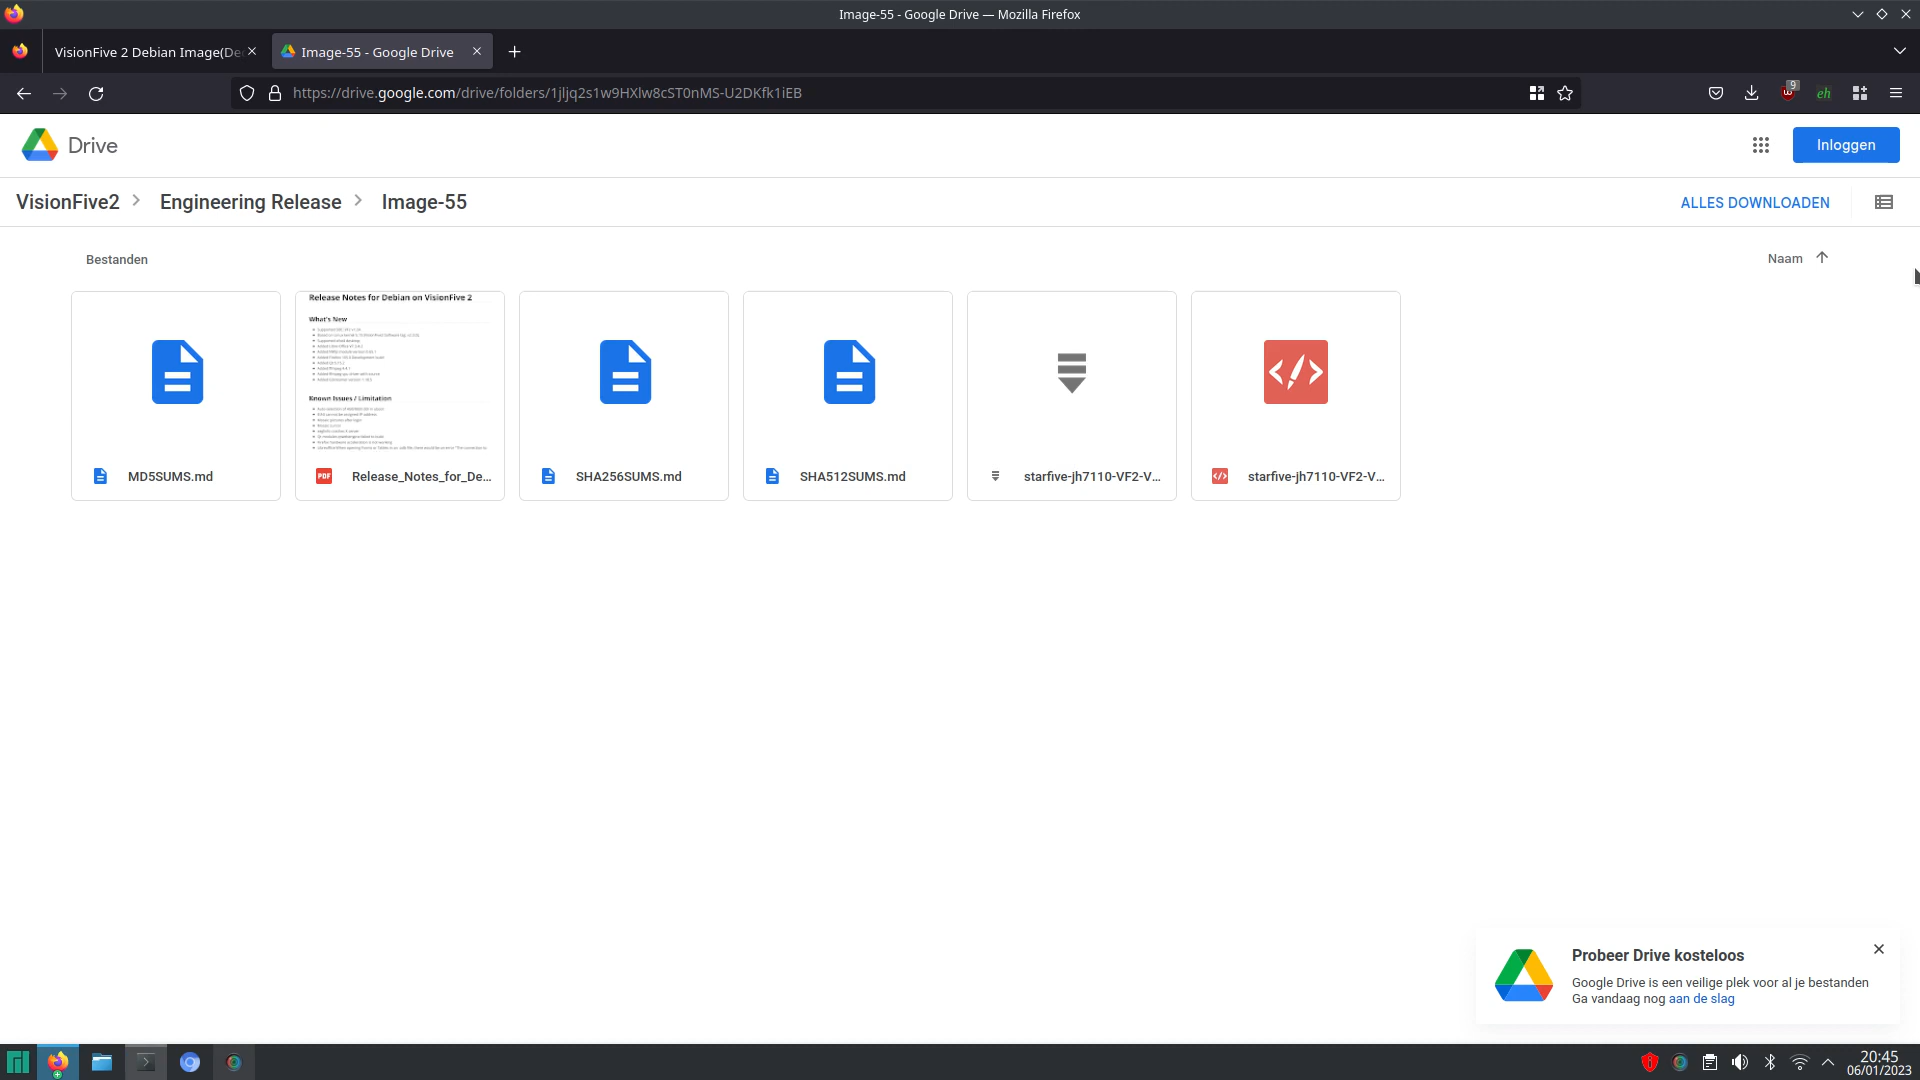 Image-55 - Google Drive — Mozilla Firefox
VisionFive 2 Debian Image(De
Image-55 - Google Drive
https://drive.google.com/drive/folders/1jljq2s1w9HXlw8cST0nMS-U2DKfk1iEB
9
eh
Drive
Inloggen
VisionFive2
Engineering Release
Image-55
ALLES DOWNLOADEN
Bestanden
Naam
Release Notes for Debian on VisionFive 2
What's New
Known Issues / Limitation
MD5SUMS.md
PDF
Release_Notes_for_De...
SHA256SUMS.md
SHA512SUMS.md
starfive-jh7110-VF2-V...
starfive-jh7110-VF2-V...
Probeer Drive kosteloos
Google Drive is een veilige plek voor al je bestanden
Ga vandaag nog aan de slag
20:45
06/01/2023